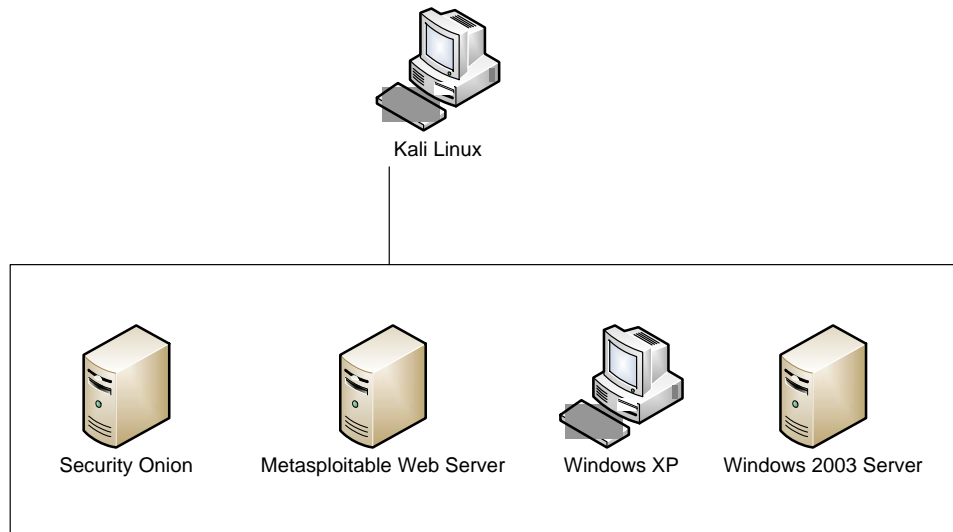 Kali Linux
Security Onion
Metasploitable Web Server
Windows XP
Windows 2003 Server